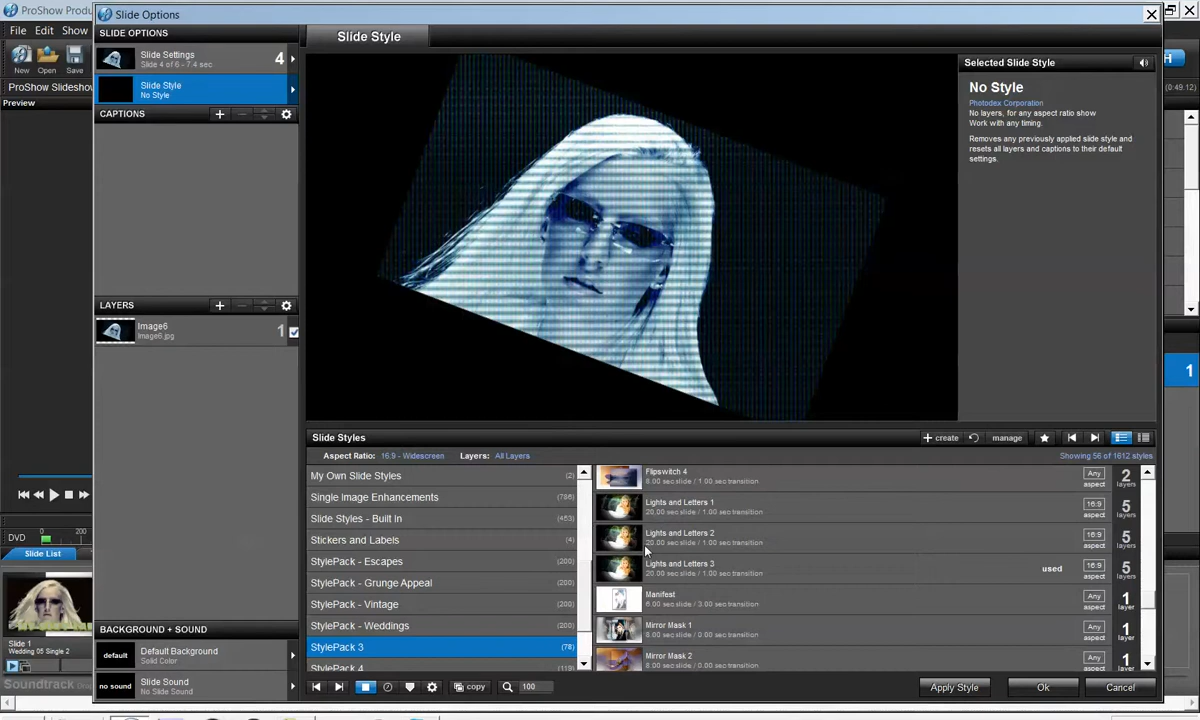 ProShow Produ
Slide Options
File Edit Show
SLIDE OPTIONS
Slide Style
Slide Settings
Slide 4 of 6 - 7.4 sec
4
Selected Slide Style
New Open Save
Slide Style
No Style
No Style
H
ProShow Slideshow
(0:49.12)
Preview
Photodex Corporation
No layers, for any aspect ratio show
Work with any timing.
CAPTIONS
Removes any previously applied slide style and
resets all layers and captions to their default
settings.
LAYERS
Image6
Image6.jpg
1
1
Slide Styles
create
manage
Aspect Ratio: 16:9 - Widescreen Layers: All Layers
Showing 56 of 1612 styles
My Own Slide Styles (2)
Single Image Enhancements (786)
Slide Styles - Built in (453)
Stickers and Labels (4)
StylePack - Escapes (200)
StylePack - Grunge Appeal (200)
StylePack - Vintage (200)
StylePack - Weddings (200)
StylePack 3 (78)
StylePack 4 (119)
Flipswitch 4
8.00 sec slide / 1.00 sec transition
Any aspect 2 layers
Lights and Letters 1
20.00 sec slide / 1.00 sec transition
16:9 aspect 5 layers
Lights and Letters 2
20.00 sec slide / 1.00 sec transition
16:9 aspect 5 layers
Lights and Letters 3
20.00 sec slide / 1.00 sec transition
used 16:9 aspect 5 layers
Manifest
6.00 sec slide / 3.00 sec transition
Any aspect 1 layer
Mirror Mask 1
8.00 sec slide / 0.00 sec transition
Any aspect 1 layer
Mirror Mask 2
8.00 sec slide / 0.00 sec transition
Any 1
DVD 0 200
Slide List
Slide 1
Wedding 05 Single 2
Soundtrack
BACKGROUND + SOUND
default
Default Background
Solid Color
no sound
Slide Sound
No Slide Sound
copy
100
Apply Style
Ok
Cancel